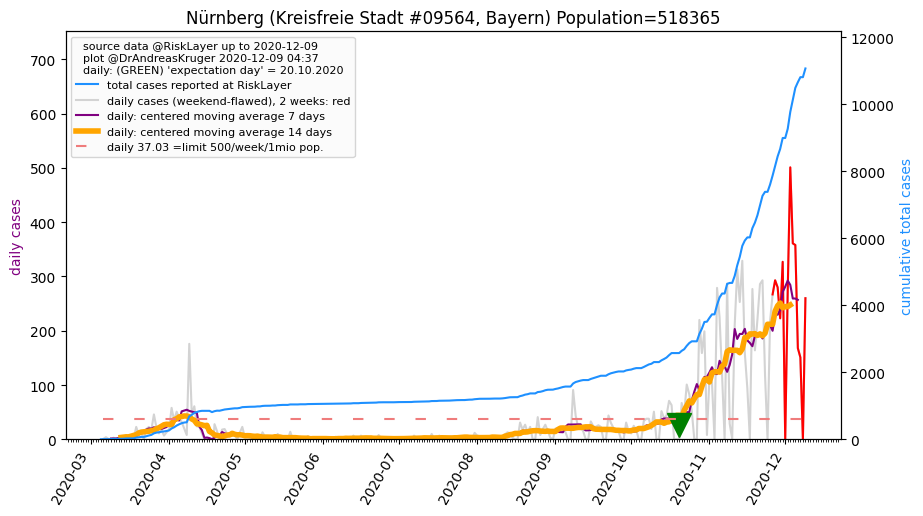 Nürnberg (Kreisfreie Stadt #09564, Bayern) Population=518365
source data @RiskLayer up to 2020-12-09
plot @DrAndreasKruger 2020-12-09 04:37
daily: (GREEN) 'expectation day' = 20.10.2020
total cases reported at RiskLayer
daily cases (weekend-flawed), 2 weeks: red
daily: centered moving average 7 days
daily: centered moving average 14 days
daily 37.03 =limit 500/week/1mio pop.
daily cases
700
600
500
400
300
200
100
0
cumulative total cases
12000
10000
8000
6000
4000
2000
0
2020-03
2020-04
2020-05
2020-06
2020-07
2020-08
2020-09
2020-10
2020-11
2020-12